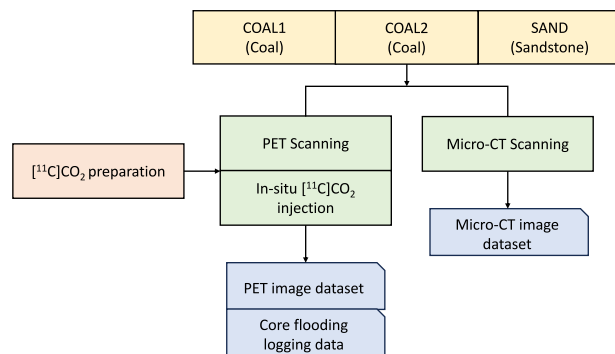 COAL1
(Coal)
COAL2
(Coal)
SAND
(Sandstone)
PET Scanning
Micro-CT Scanning
[¹¹C]CO₂ preparation
In-situ [¹¹C]CO₂
injection
Micro-CT image
dataset
PET image dataset
Core flooding
logging data